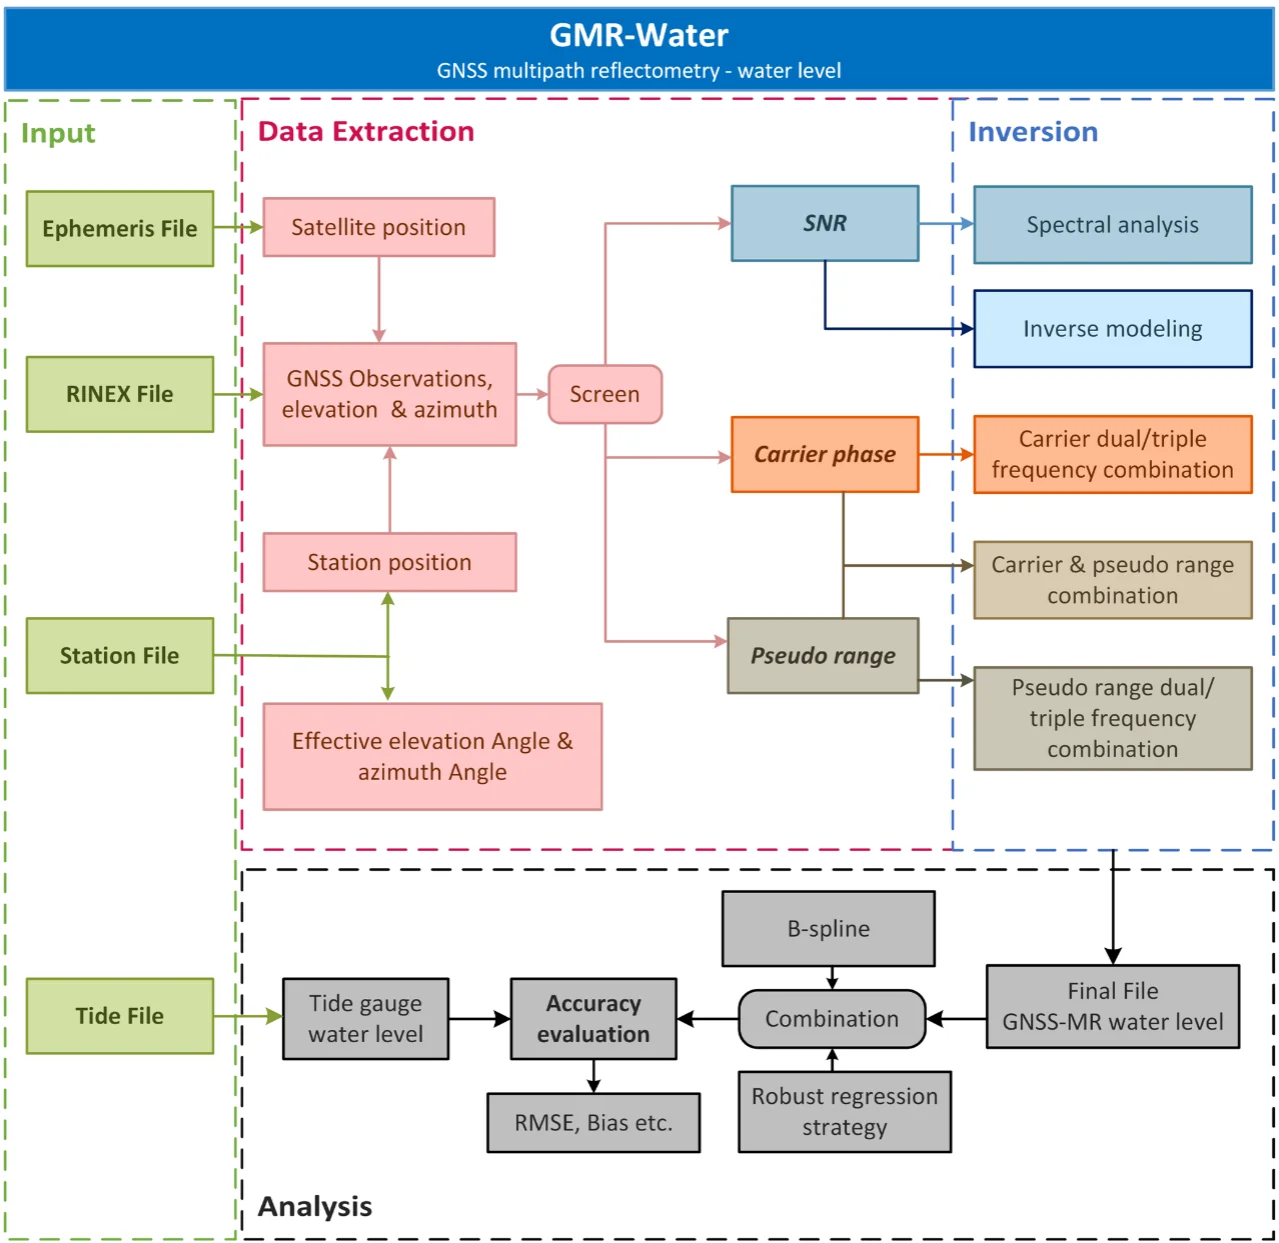 GMR-Water
GNSS multipath reflectometry - water level
Input
Ephemeris File
RINEX File
Station File
Tide File
Data Extraction
Satellite position
GNSS Observations,
elevation & azimuth
Station position
Effective elevation Angle &
azimuth Angle
Screen
SNR
Carrier phase
Pseudo range
Inversion
Spectral analysis
Inverse modeling
Carrier dual/triple
frequency combination
Carrier & pseudo range
combination
Pseudo range dual/
triple frequency
combination
Tide gauge
water level
Accuracy
evaluation
RMSE, Bias etc.
B-spline
Combination
Robust regression
strategy
Final File
GNSS-MR water level
Analysis